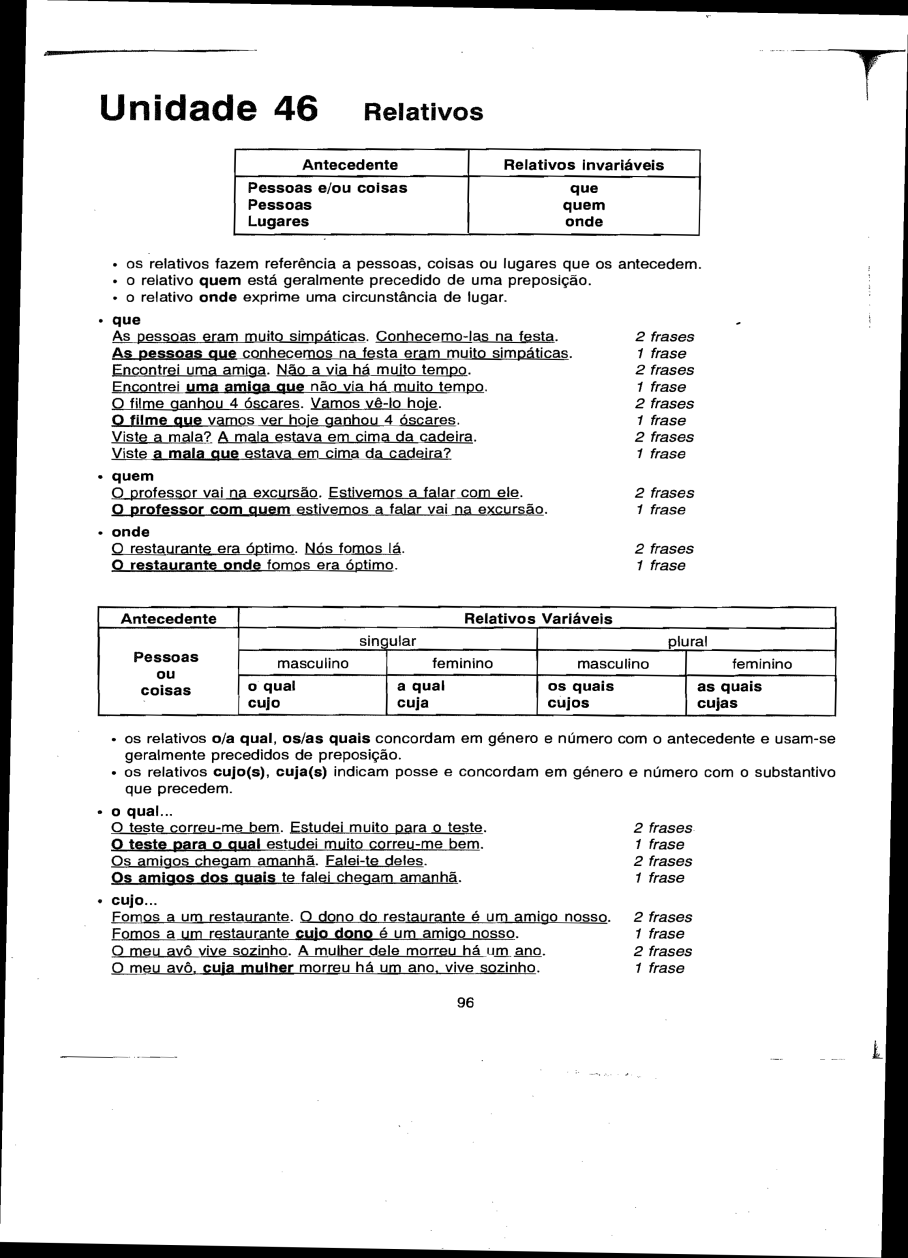 Unidade 46 Relativos
Antecedente Relativos invariáveis
Pessoas e/ou coisas que
Pessoas quem
Lugares onde
• os relativos fazem referência a pessoas, coisas ou lugares que os antecedem.
• o relativo quem está geralmente precedido de uma preposição.
• o relativo onde exprime uma circunstância de lugar.
• que
As pessoas eram muito simpáticas. Conhecemo-las na festa. 2 frases
As pessoas que conhecemos na festa eram muito simpáticas. 1 frase
Encontrei uma amiga. Não a via há muito tempo. 2 frases
Encontrei uma amiga que não via há muito tempo. 1 frase
O filme ganhou 4 óscares. Vamos vê-lo hoje. 2 frases
O filme que vamos ver hoje ganhou 4 óscares. 1 frase
Viste a mala? A mala estava em cima da cadeira. 2 frases
Viste a mala que estava em cima da cadeira? 1 frase
• quem
O professor vai na excursão. Estivemos a falar com ele. 2 frases
O professor com quem estivemos a falar vai na excursão. 1 frase
• onde
O restaurante era óptimo. Nós fomos lá. 2 frases
O restaurante onde fomos era óptimo. 1 frase
Antecedente Relativos Variáveis
singular plural
Pessoas
ou
coisas
masculino feminino masculino feminino
o qual a qual os quais as quais
cujo cuja cujos cujas
• os relativos o/a qual, os/as quais concordam em género e número com o antecedente e usam-se
geralmente precedidos de preposição.
• os relativos cujo(s), cuja(s) indicam posse e concordam em género e número com o substantivo
que precedem.
• o qual...
O teste correu-me bem. Estudei muito para o teste. 2 frases
O teste para o qual estudei muito correu-me bem. 1 frase
Os amigos chegam amanhã. Falei-te deles. 2 frases
Os amigos dos quais te falei chegam amanhã. 1 frase
• cujo...
Fomos a um restaurante. O dono do restaurante é um amigo nosso. 2 frases
Fomos a um restaurante cujo dono é um amigo nosso. 1 frase
O meu avô vive sozinho. A mulher dele morreu há um ano. 2 frases
O meu avô, cuja mulher morreu há um ano, vive sozinho. 1 frase
96